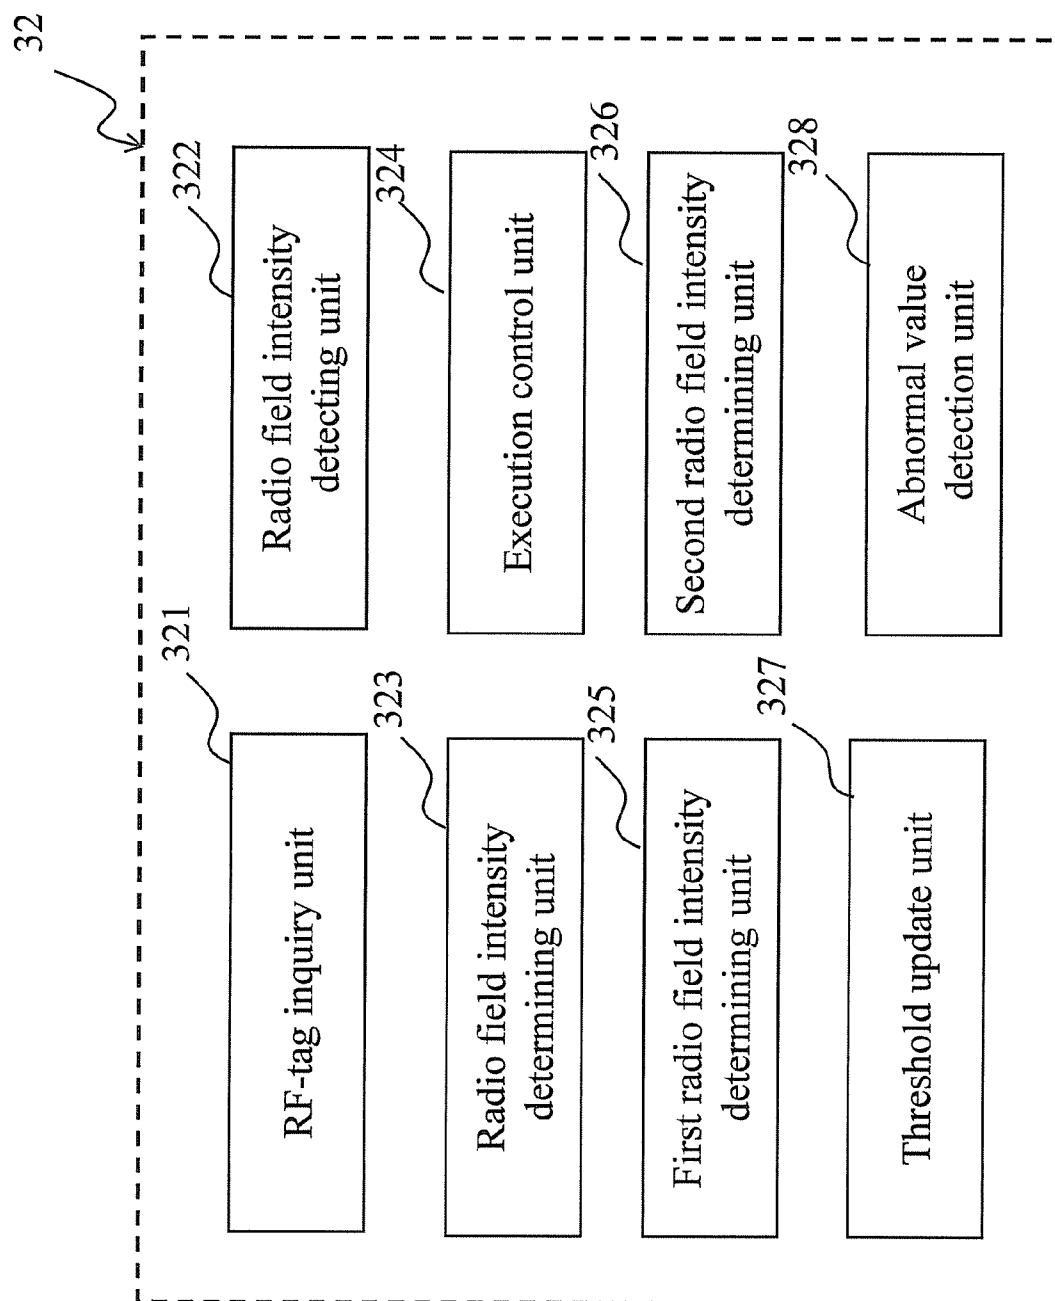 32
321
RF-tag inquiry unit
322
Radio field intensity
detecting unit
323
Radio field intensity
determining unit
324
Execution control unit
325
First radio field intensity
determining unit
326
Second radio field intensity
determining unit
327
Threshold update unit
328
Abnormal value
detection unit